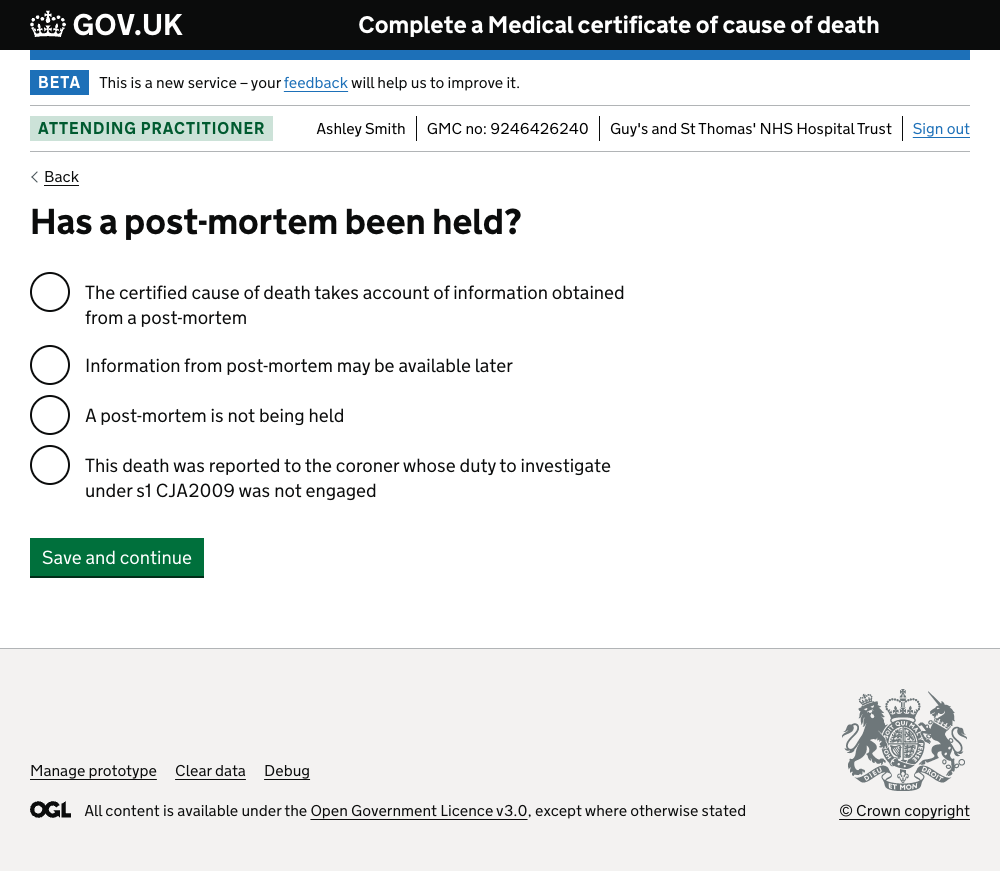 GOV.UK
Complete a Medical certificate of cause of death
BETA This is a new service – your feedback will help us to improve it.
ATTENDING PRACTITIONER Ashley Smith GMC no: 9246426240 Guy's and St Thomas' NHS Hospital Trust Sign out
Back
Has a post-mortem been held?
The certified cause of death takes account of information obtained
from a post-mortem
Information from post-mortem may be available later
A post-mortem is not being held
This death was reported to the coroner whose duty to investigate
under s1 CJA2009 was not engaged
Save and continue
Manage prototype Clear data Debug
OGL All content is available under the Open Government Licence v3.0, except where otherwise stated
DIEU ET MON DROIT
© Crown copyright